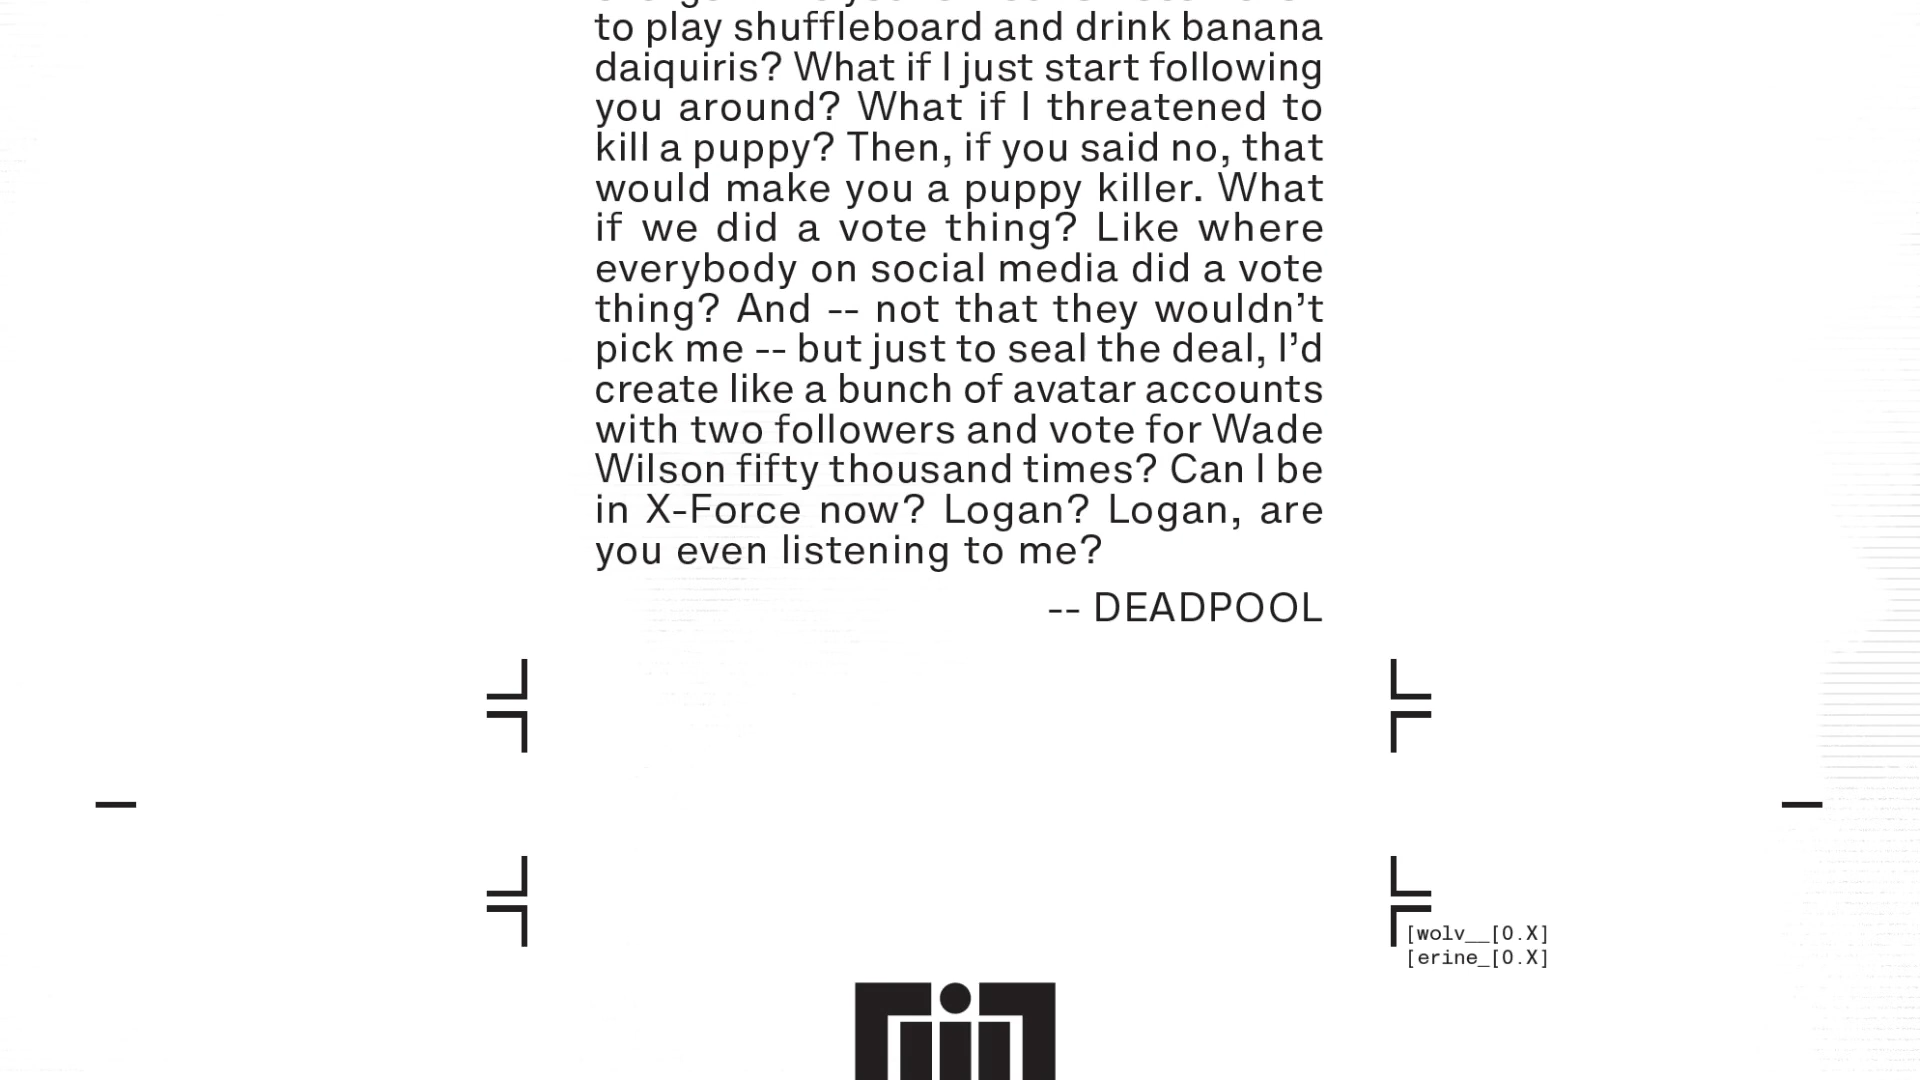 to play shuffleboard and drink banana
daiquiris? What if I just start following
you around? What if I threatened to
kill a puppy? Then, if you said no, that
would make you a puppy killer. What
if we did a vote thing? Like where
everybody on social media did a vote
thing? And -- not that they wouldn’t
pick me -- but just to seal the deal, I’d
create like a bunch of avatar accounts
with two followers and vote for Wade
Wilson fifty thousand times? Can I be
in X-Force now? Logan? Logan, are
you even listening to me?
-- DEADPOOL
[wolv__[0.X]
[erine_[0.X]